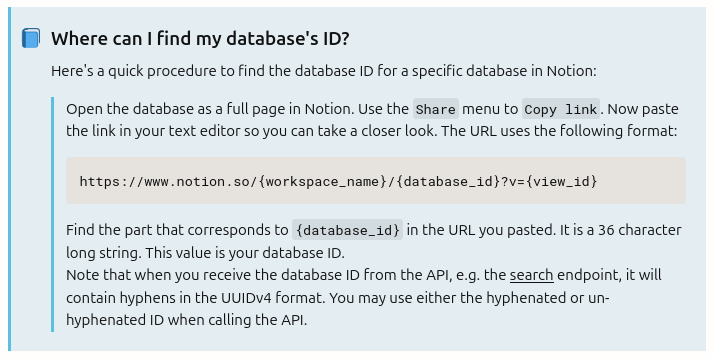 Where can I find my database's ID?
Here's a quick procedure to find the database ID for a specific database in Notion:
Open the database as a full page in Notion. Use the Share menu to Copy link. Now paste
the link in your text editor so you can take a closer look. The URL uses the following format:
https://www.notion.so/{workspace_name}/{database_id}?v={view_id}
Find the part that corresponds to {database_id} in the URL you pasted. It is a 36 character
long string. This value is your database ID.
Note that when you receive the database ID from the API, e.g. the search endpoint, it will
contain hyphens in the UUIDv4 format. You may use either the hyphenated or un-
hyphenated ID when calling the API.